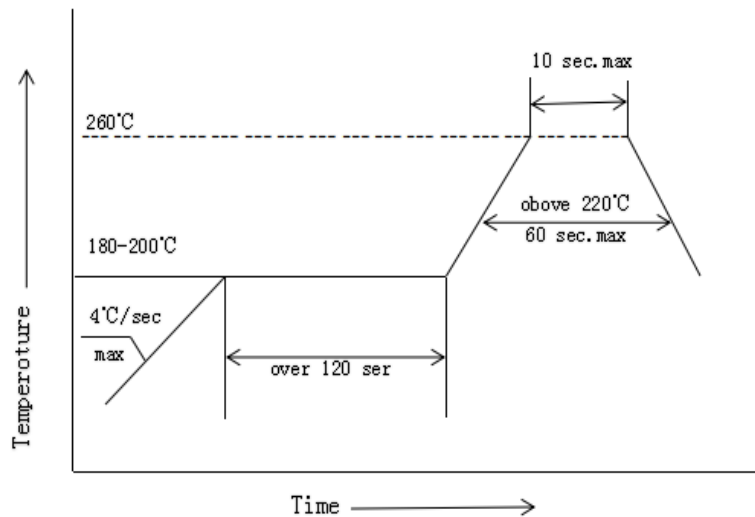 10 sec.max
260℃
obove 220℃
60 sec.max
180-200℃
4℃/sec
max
over 120 ser
Temperoture
Time